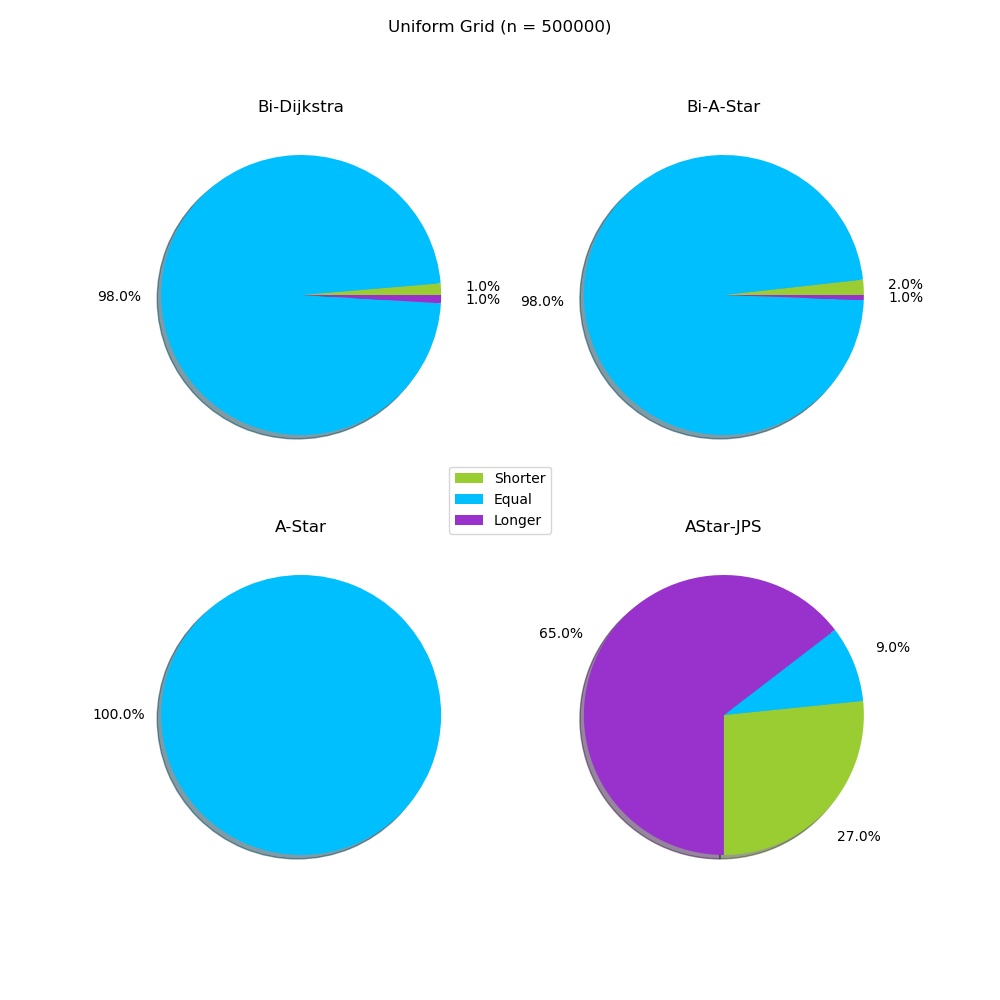 Uniform Grid (n = 500000)
Bi-Dijkstra
98.0%
1.0%
1.0%
Bi-A-Star
98.0%
2.0%
1.0%
Shorter
Equal
Longer
A-Star
100.0%
AStar-JPS
65.0%
9.0%
27.0%